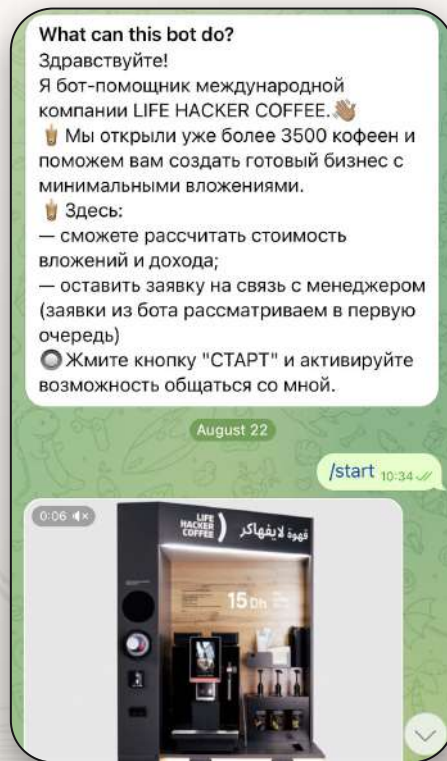 What can this bot do?
Здравствуйте!
Я бот-помощник международной
компании LIFE HACKER COFFEE.👋🏽
🧋 Мы открыли уже более 3500 кофеен и
поможем вам создать готовый бизнес с
минимальными вложениями.
🧋 Здесь:
— сможете рассчитать стоимость
вложений и дохода;
— оставить заявку на связь с менеджером
(заявки из бота рассматриваем в первую
очередь)
🔘 Жмите кнопку "СТАРТ" и активируйте
возможность общаться со мной.
August 22
/start 10:34
0:06
LIFE
HACKER
COFFEE
قهوة لايفهاكر
15 Dh